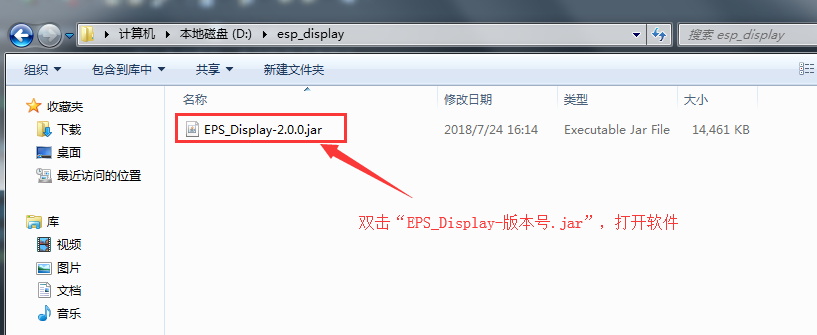 计算机 本地磁盘 (D:) esp_display
搜索 esp_display
组织 包含到库中 共享 新建文件夹
收藏夹
下载
桌面
最近访问的位置
库
视频
图片
文档
音乐
名称 修改日期 类型 大小
EPS_Display-2.0.0.jar 2018/7/24 16:14 Executable Jar File 14,461 KB
双击“EPS_Display-版本号.jar”，打开软件